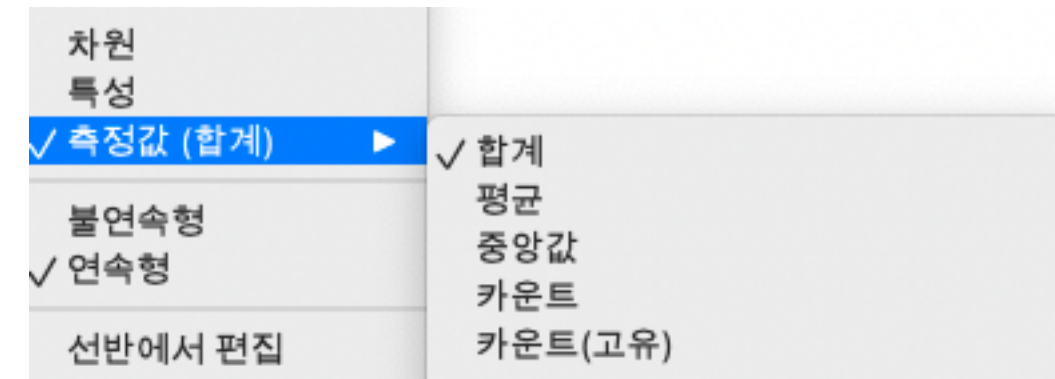 차원
특성
✓ 측정값 (합계) ▶
불연속형
✓ 연속형
선반에서 편집
✓ 합계
평균
중앙값
카운트
카운트(고유)